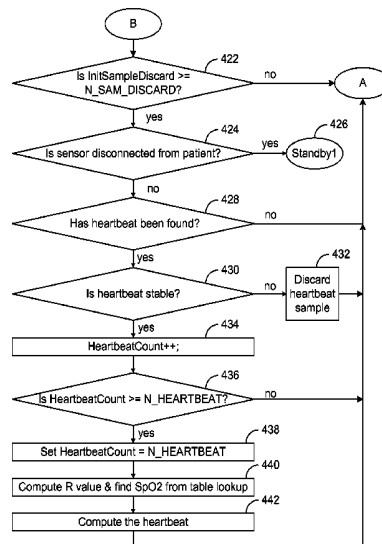 B
422
Is InitSampleDiscard >=
N_SAM_DISCARD?
no
A
yes
424
426
Is sensor disconnected from patient?
yes
Standby1
no
428
Has heartbeat been found?
no
yes
430
432
Is heartbeat stable?
no
Discard
heartbeat
sample
yes
434
HeartbeatCount++;
436
Is HeartbeatCount >= N_HEARTBEAT?
no
yes
438
Set HeartbeatCount = N_HEARTBEAT
440
Compute R value & find SpO2 from table lookup
442
Compute the heartbeat